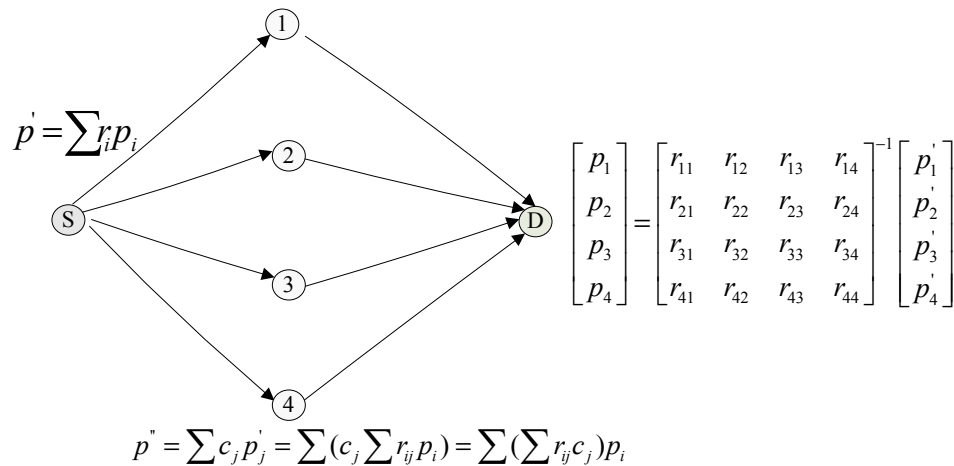 1
p' = ∑r_i p_i
2
S
D
3
4
[p_1 p_2 p_3 p_4] = [r_11 r_12 r_13 r_14
r_21 r_22 r_23 r_24
r_31 r_32 r_33 r_34
r_41 r_42 r_43 r_44]^-1 [p'_1 p'_2 p'_3 p'_4]
p" = ∑c_j p'_j = ∑(c_j ∑r_ij p_i) = ∑(∑r_ij c_j)p_i